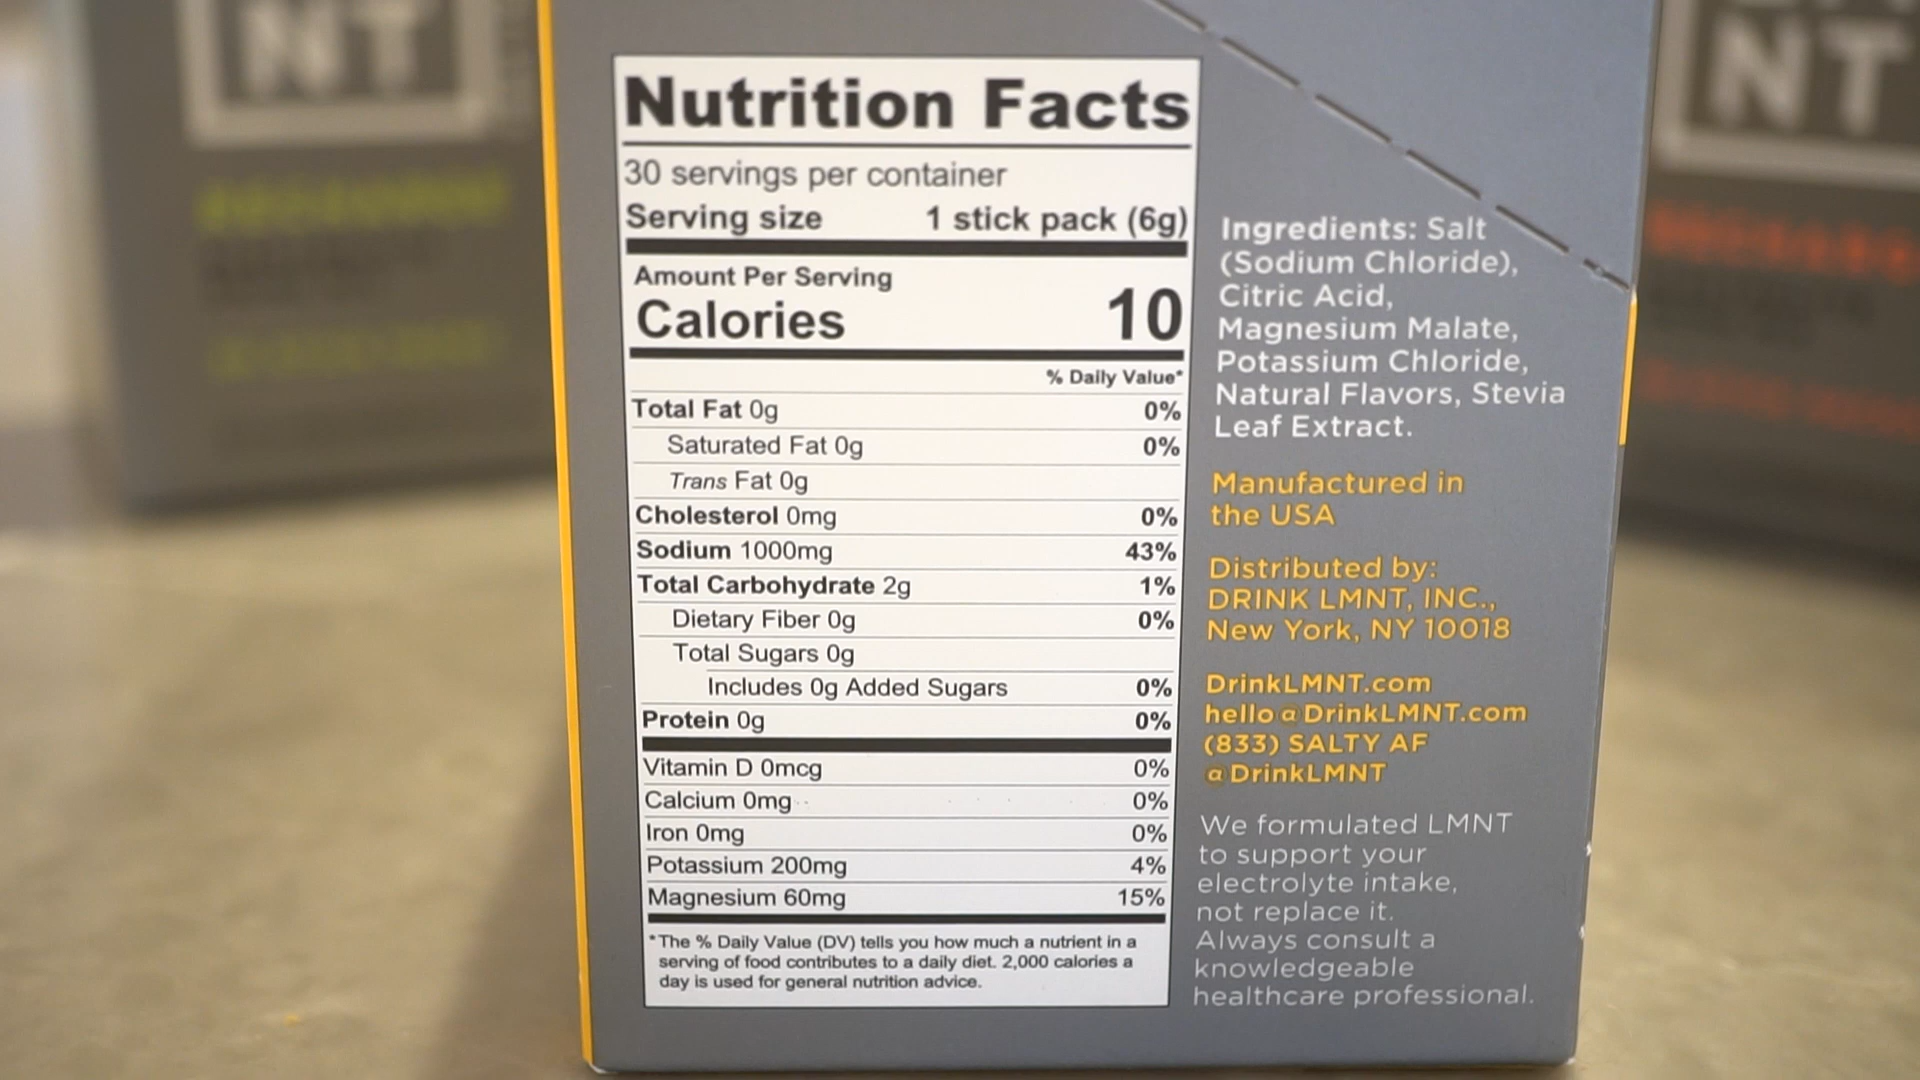 NT
NT
Nutrition Facts
30 servings per container
Serving size 1 stick pack (6g)
Amount Per Serving
Calories 10
% Daily Value*
Total Fat 0g 0%
Saturated Fat 0g 0%
Trans Fat 0g
Cholesterol 0mg 0%
Sodium 1000mg 43%
Total Carbohydrate 2g 1%
Dietary Fiber 0g 0%
Total Sugars 0g
Includes 0g Added Sugars 0%
Protein 0g 0%
Vitamin D 0mcg 0%
Calcium 0mg 0%
Iron 0mg 0%
Potassium 200mg 4%
Magnesium 60mg 15%
*The % Daily Value (DV) tells you how much a nutrient in a
serving of food contributes to a daily diet. 2,000 calories a
day is used for general nutrition advice.
Ingredients: Salt
(Sodium Chloride),
Citric Acid,
Magnesium Malate,
Potassium Chloride,
Natural Flavors, Stevia
Leaf Extract.
Manufactured in
the USA
Distributed by:
DRINK LMNT, INC.,
New York, NY 10018
DrinkLMNT.com
hello@DrinkLMNT.com
(833) SALTY AF
@DrinkLMNT
We formulated LMNT
to support your
electrolyte intake,
not replace it.
Always consult a
knowledgeable
healthcare professional.